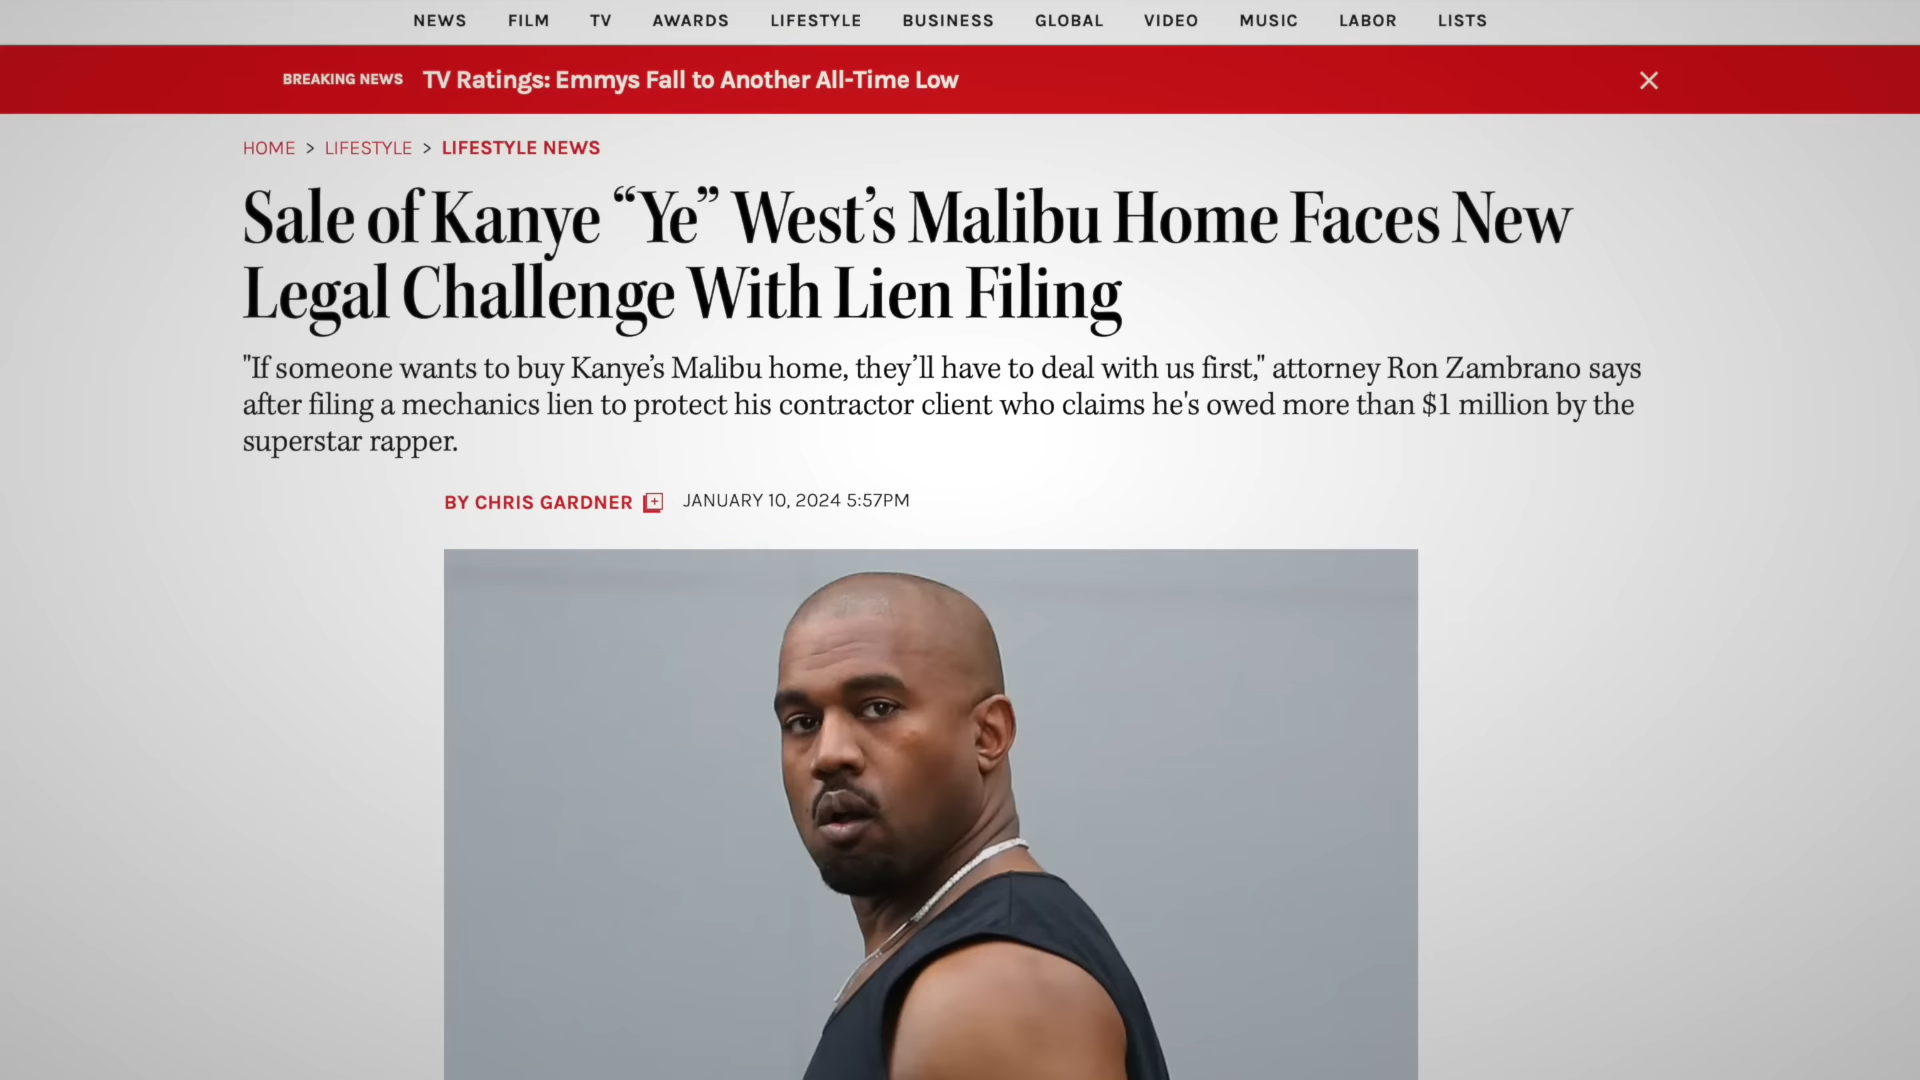 NEWS FILM TV AWARDS LIFESTYLE BUSINESS GLOBAL VIDEO MUSIC LABOR LISTS
BREAKING NEWS TV Ratings: Emmys Fall to Another All-Time Low
HOME > LIFESTYLE > LIFESTYLE NEWS
Sale of Kanye “Ye” West’s Malibu Home Faces New
Legal Challenge With Lien Filing
"If someone wants to buy Kanye’s Malibu home, they’ll have to deal with us first," attorney Ron Zambrano says
after filing a mechanics lien to protect his contractor client who claims he's owed more than $1 million by the
superstar rapper.
BY CHRIS GARDNER JANUARY 10, 2024 5:57PM